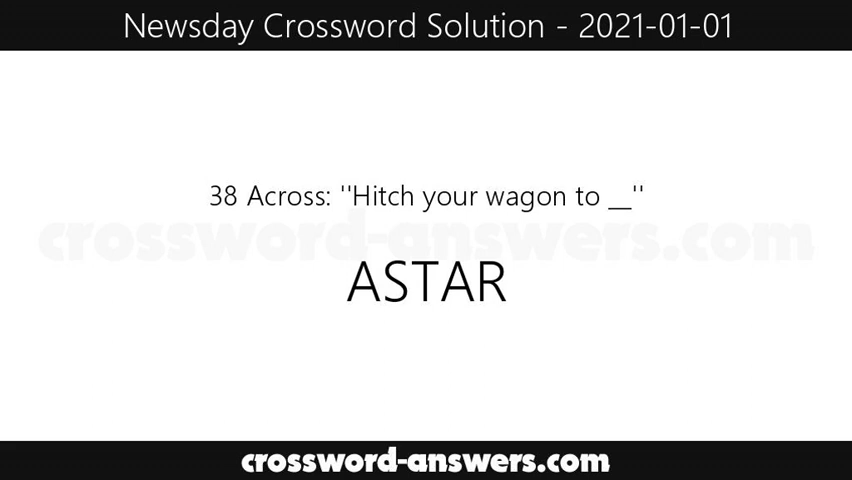 Newsday Crossword Solution - 2021-01-01
38 Across: ''Hitch your wagon to __''
crossword-answers.com
ASTAR
crossword-answers.com